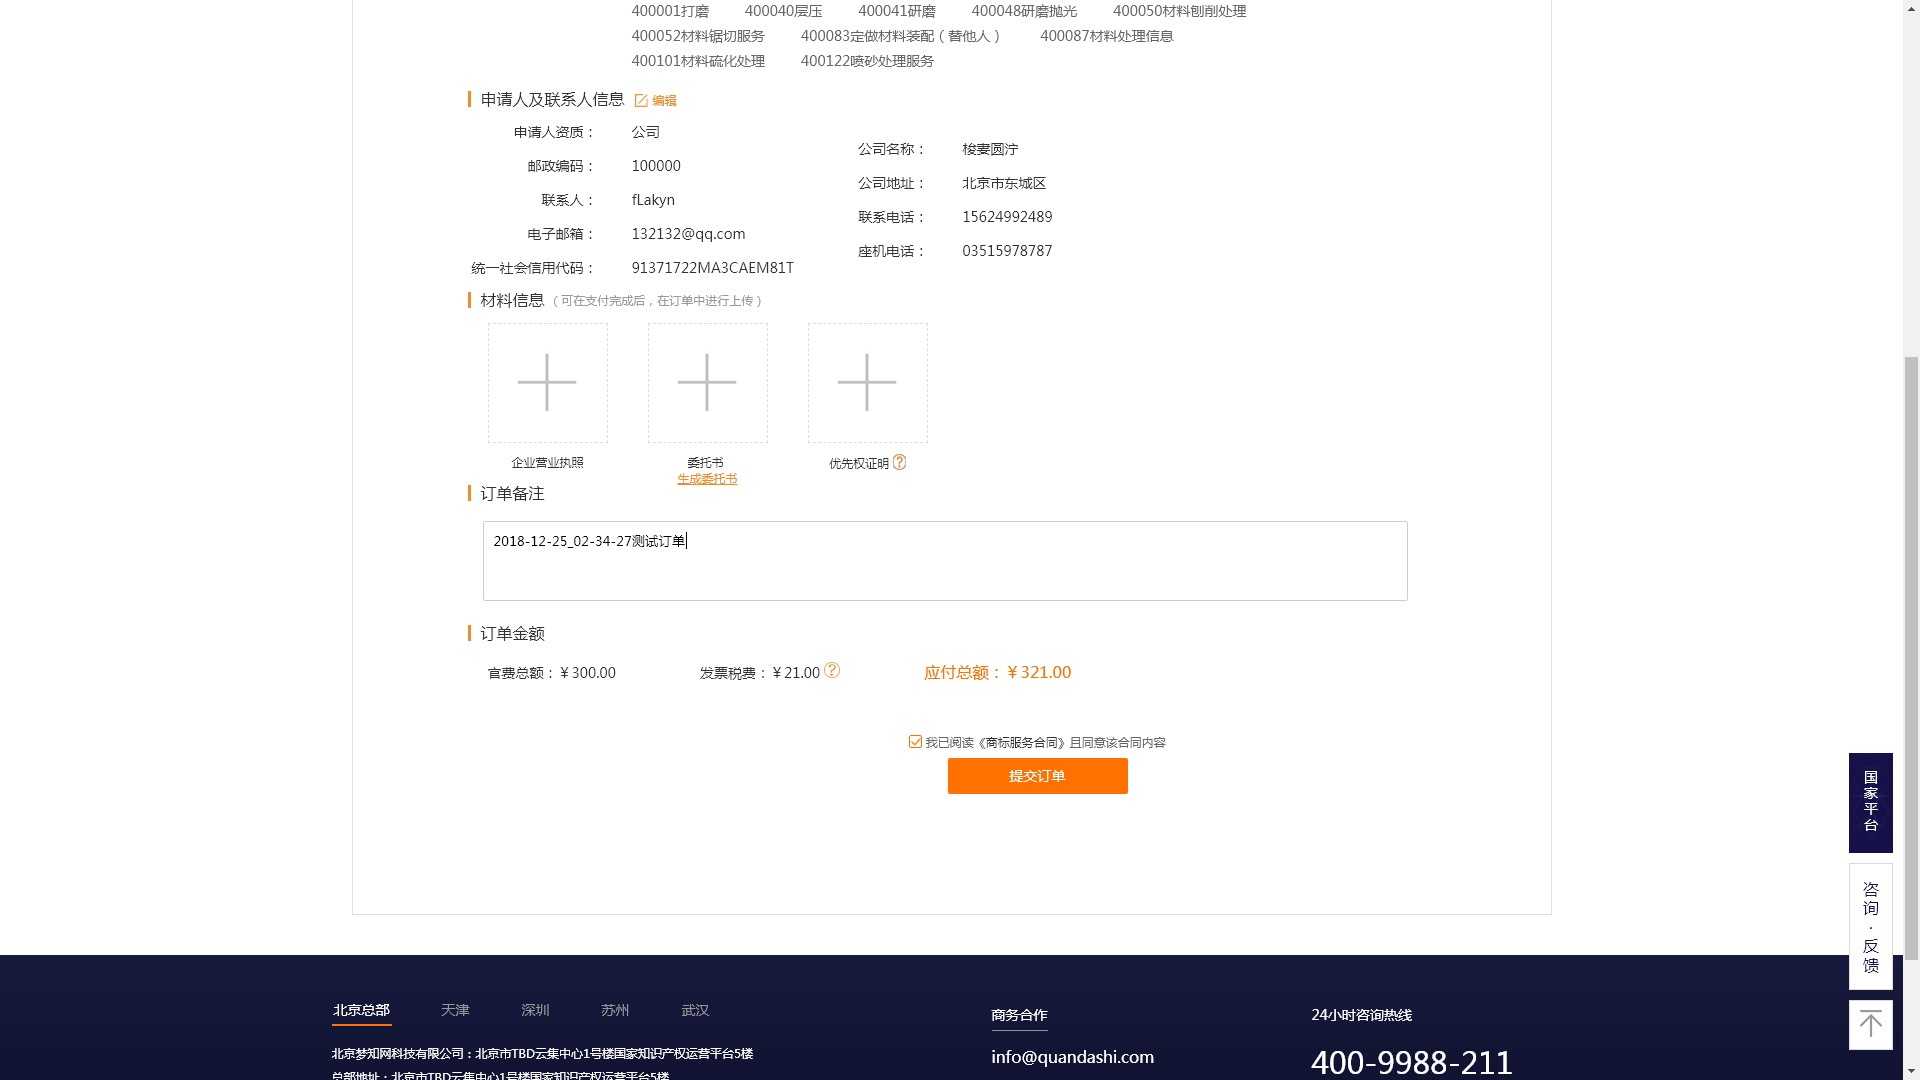 400001打磨 400040层压 400041研磨 400048研磨抛光 400050材料刨削处理
400052材料锯切服务 400083定做材料装配（替他人） 400087材料处理信息
400101材料硫化处理 400122喷砂处理服务
申请人及联系人信息 编辑
申请人资质： 公司
公司名称： 梭妻圆泞
邮政编码： 100000
公司地址： 北京市东城区
联系人： fLakyn
联系电话： 15624992489
电子邮箱： 132132@qq.com
座机电话： 03515978787
统一社会信用代码： 91371722MA3CAEM81T
材料信息 （可在支付完成后，在订单中进行上传）
企业营业执照 委托书 优先权证明
生成委托书
订单备注
2018-12-25_02-34-27测试订单
订单金额
官费总额：￥300.00 发票税费：￥21.00 应付总额：￥321.00
我已阅读《商标服务合同》且同意该合同内容
提交订单
国家平台
咨询·反馈
北京总部 天津 深圳 苏州 武汉
商务合作
24小时咨询热线
北京梦知网科技有限公司：北京市TBD云集中心1号楼国家知识产权运营平台5楼
info@quandashi.com
400-9988-211
总部地址：北京市TBD云集中心1号楼国家知识产权运营平台5楼